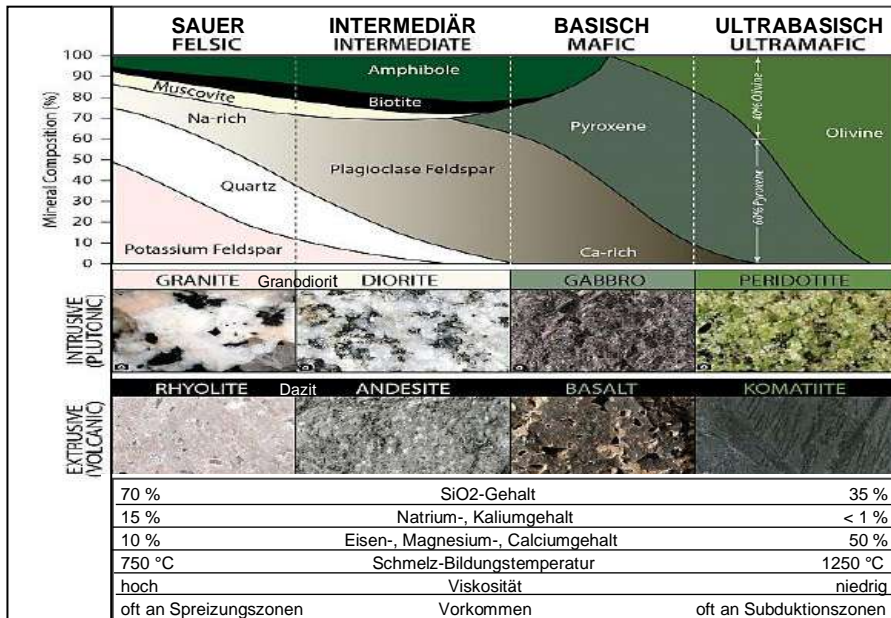 SAUER INTERMEDIÄR BASISCH ULTRABASISCH
FELSIC INTERMEDIATE MAFIC ULTRAMAFIC
Mineral Composition (%)
100
90
80
70
60
50
40
30
20
10
0
Amphibole
Muscovite
Biotite
Na-rich
Pyroxene
Olivine
40% Olivine
Plagioclase Feldspar
Quartz
60% Pyroxene
Potassium Feldspar
Ca-rich
INTRUSIVE
(PLUTONIC)
GRANITE Granodiorit DIORITE GABBRO PERIDOTITE
EXTRUSIVE
(VOLCANIC)
RHYOLITE Dazit ANDESITE BASALT KOMATIITE
70 % SiO2-Gehalt 35 %
15 % Natrium-, Kaliumgehalt < 1 %
10 % Eisen-, Magnesium-, Calciumgehalt 50 %
750 °C Schmelz-Bildungstemperatur 1250 °C
hoch Viskosität niedrig
oft an Spreizungszonen Vorkommen oft an Subduktionszonen